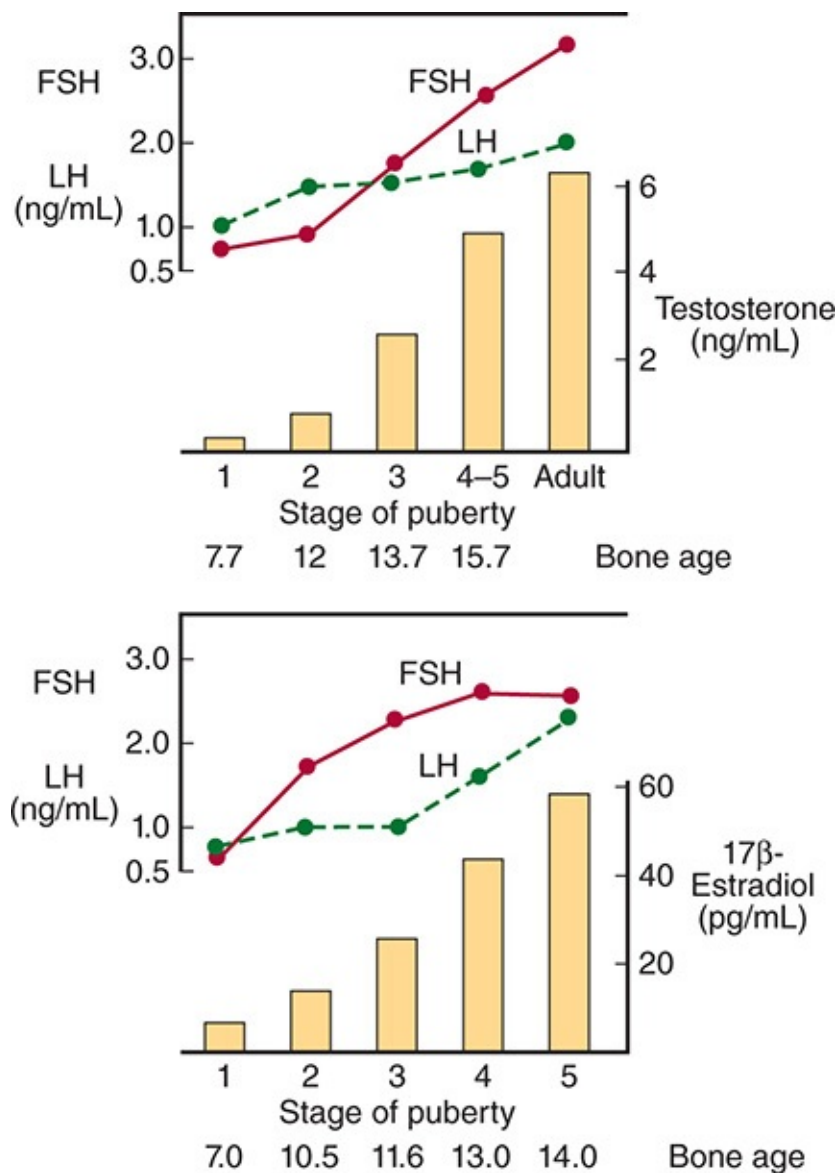 3.0
FSH
FSH
2.0
LH
LH
(ng/mL)
1.0
0.5
6
4
Testosterone
(ng/mL)
2
1 2 3 4–5 Adult
Stage of puberty
7.7 12 13.7 15.7 Bone age
3.0
FSH
FSH
2.0
LH
LH
(ng/mL)
1.0
0.5
60
17β-
Estradiol
(pg/mL)
40
20
1 2 3 4 5
Stage of puberty
7.0 10.5 11.6 13.0 14.0 Bone age